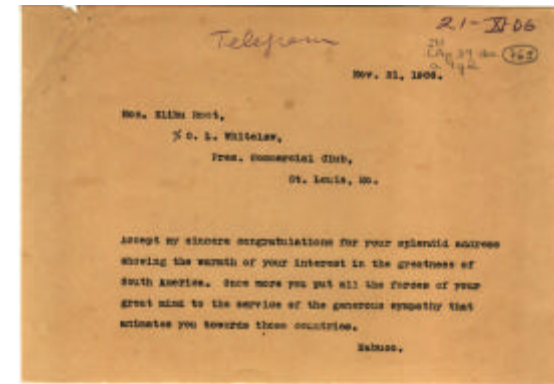 21-XI-06
Telegram
762
Nov. 21, 1906.
Hon. Elihu Root,
% O. L. Whitelaw,
Pres. Commercial Club,
St. Louis, Mo.
Accept my sincere congratulations for your splendid address
showing the warmth of your interest in the greatness of
South America. Once more you put all the forces of your
great mind to the service of the generous sympathy that
animates you towards those countries.
Nabuco.